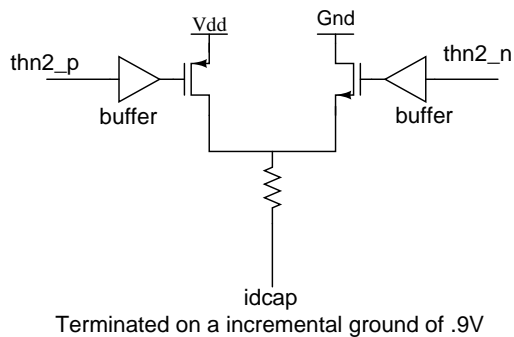 Vdd
Gnd
thn2_p
thn2_n
buffer
buffer
idcap
Terminated on a incremental ground of .9V